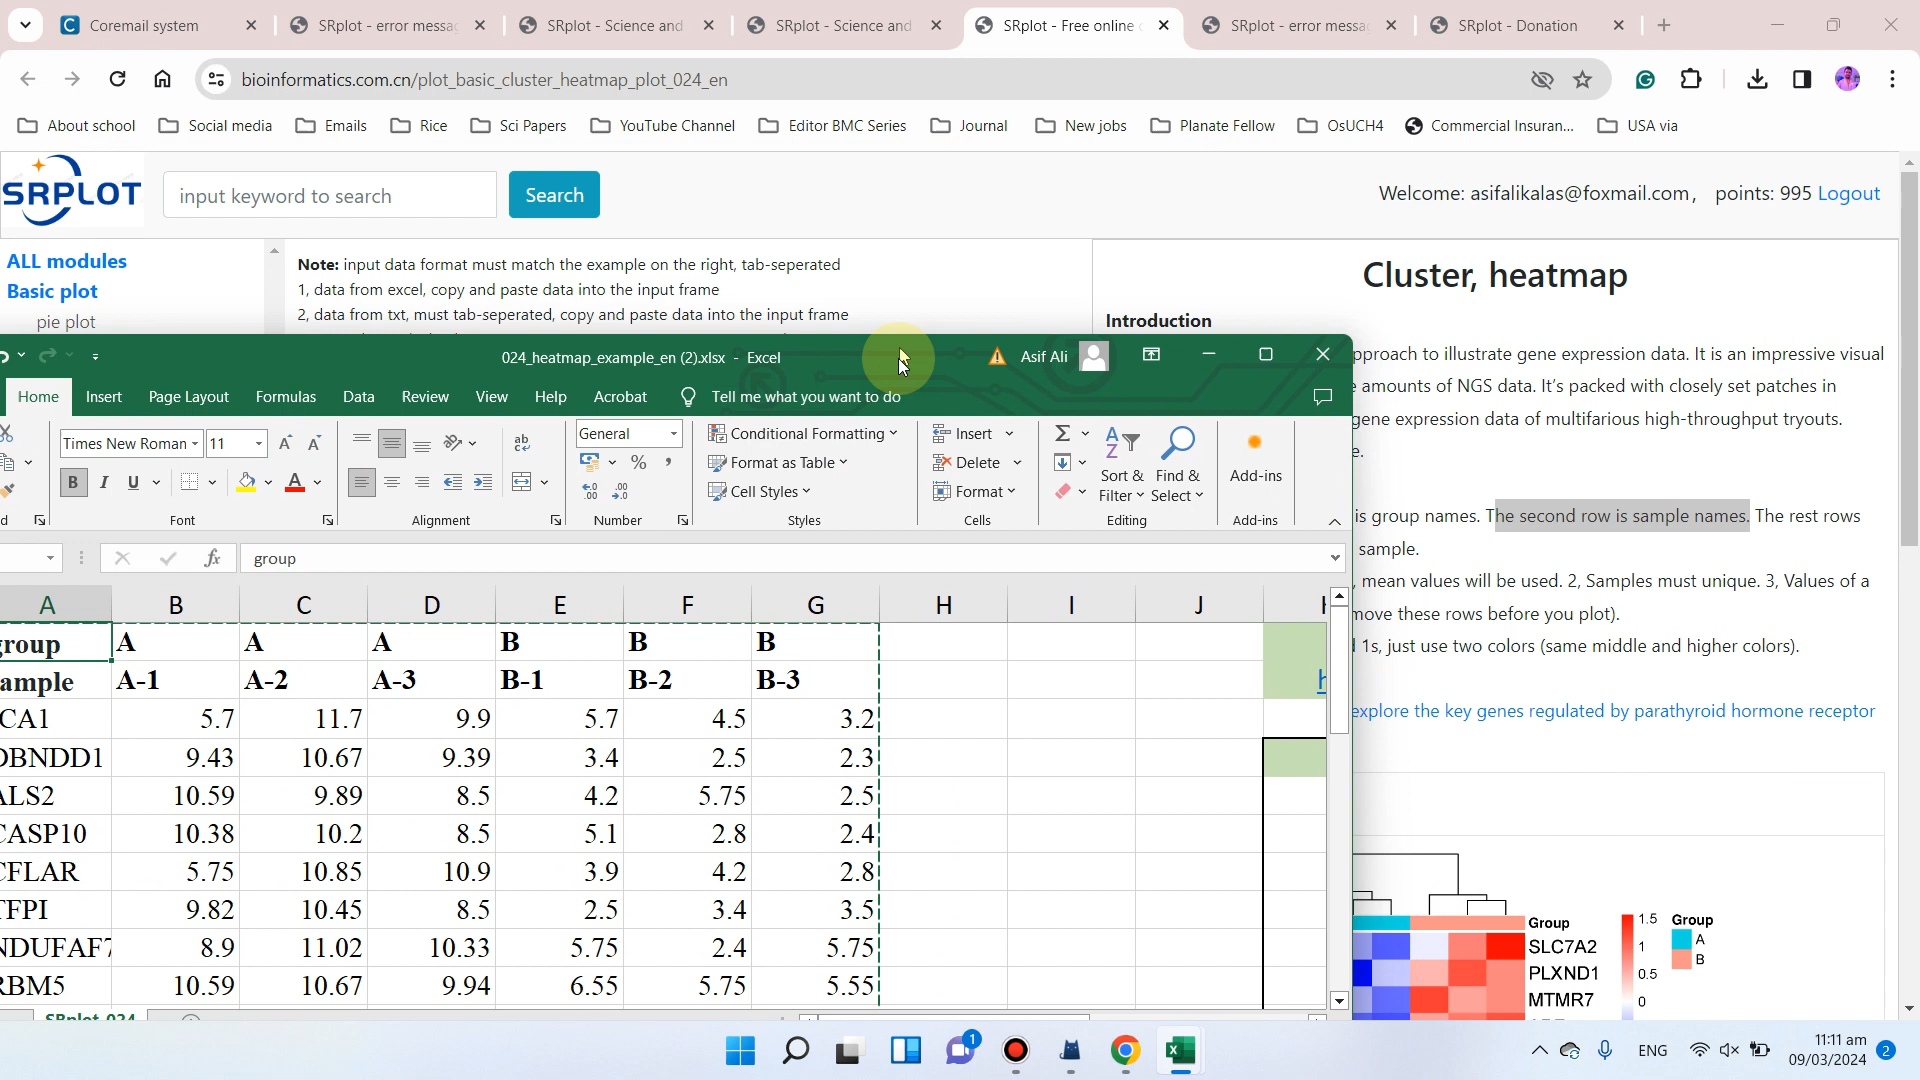 Coremail system
SRplot - error messag
SRplot - Science and
SRplot - Science and
SRplot - Free online c
SRplot - error messag
SRplot - Donation
bioinformatics.com.cn/plot_basic_cluster_heatmap_plot_024_en
About school
Social media
Emails
Rice
Sci Papers
YouTube Channel
Editor BMC Series
Journal
New jobs
Planate Fellow
OsUCH4
Commercial Insuran...
USA via
SRPLOT
input keyword to search
Search
Welcome: asifalikalas@foxmail.com, points: 995 Logout
ALL modules
Basic plot
pie plot
Note: input data format must match the example on the right, tab-seperated
1, data from excel, copy and paste data into the input frame
2, data from txt, must tab-seperated, copy and paste data into the input frame
Cluster, heatmap
Introduction
pproach to illustrate gene expression data. It is an impressive visual
amounts of NGS data. It's packed with closely set patches in
gene expression data of multifarious high-throughput tryouts.
e.
is group names. The second row is sample names. The rest rows
sample.
, mean values will be used. 2, Samples must unique. 3, Values of a
move these rows before you plot).
1s, just use two colors (same middle and higher colors).
explore the key genes regulated by parathyroid hormone receptor
024_heatmap_example_en (2).xlsx - Excel
Asif Ali
Home
Insert
Page Layout
Formulas
Data
Review
View
Help
Acrobat
Tell me what you want to do
Times New Roman
11
General
Conditional Formatting
Format as Table
Cell Styles
Insert
Delete
Format
Sort & Filter
Find & Select
Add-ins
Font
Alignment
Number
Styles
Cells
Editing
Add-ins
group
A B C D E F G H I J
group A A A B B B
ample A-1 A-2 A-3 B-1 B-2 B-3
CA1 5.7 11.7 9.9 5.7 4.5 3.2
DBNDD1 9.43 10.67 9.39 3.4 2.5 2.3
ALS2 10.59 9.89 8.5 4.2 5.75 2.5
CASP10 10.38 10.2 8.5 5.1 2.8 2.4
CFLAR 5.75 10.85 10.9 3.9 4.2 2.8
TFPI 9.82 10.45 8.5 2.5 3.4 3.5
NDUFAF7 8.9 11.02 10.33 5.75 2.4 5.75
RBM5 10.59 10.67 9.94 6.55 5.75 5.55
SRplot_024
Group
SLC7A2
PLXND1
MTMR7
1.5
1
0.5
0
Group
A
B
1
ENG
11:11 am
09/03/2024
2